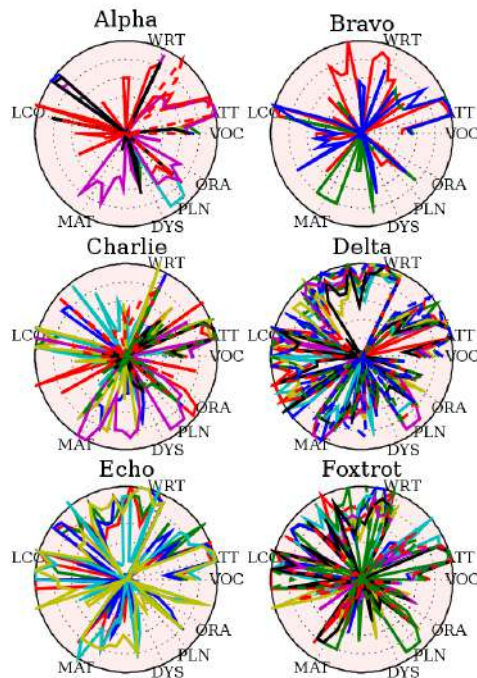 Alpha
WRT
LCO
ATT
VOC
ORA
PLN
DYS
MAT
Bravo
WRT
LCO
ATT
VOC
ORA
PLN
DYS
MAT
Charlie
WRT
LCO
ATT
VOC
ORA
PLN
DYS
MAT
Delta
WRT
LCO
ATT
VOC
ORA
PLN
DYS
MAT
Echo
WRT
LCO
ATT
VOC
ORA
PLN
DYS
MAT
Foxtrot
WRT
LCO
ATT
VOC
ORA
PLN
DYS
MAT